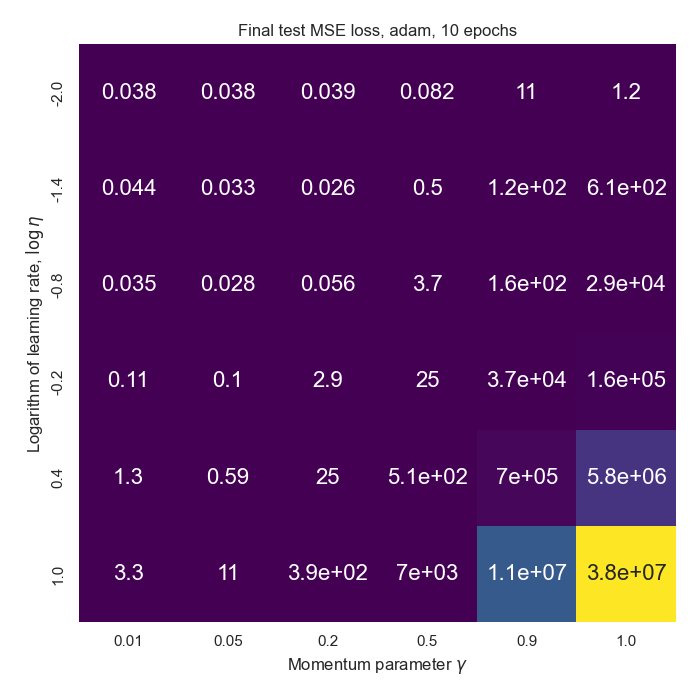 Final test MSE loss, adam, 10 epochs
Logarithm of learning rate, log η
-2.0 0.038 0.038 0.039 0.082 11 1.2
-1.4 0.044 0.033 0.026 0.5 1.2e+02 6.1e+02
-0.8 0.035 0.028 0.056 3.7 1.6e+02 2.9e+04
-0.2 0.11 0.1 2.9 25 3.7e+04 1.6e+05
0.4 1.3 0.59 25 5.1e+02 7e+05 5.8e+06
1.0 3.3 11 3.9e+02 7e+03 1.1e+07 3.8e+07
0.01 0.05 0.2 0.5 0.9 1.0
Momentum parameter γ